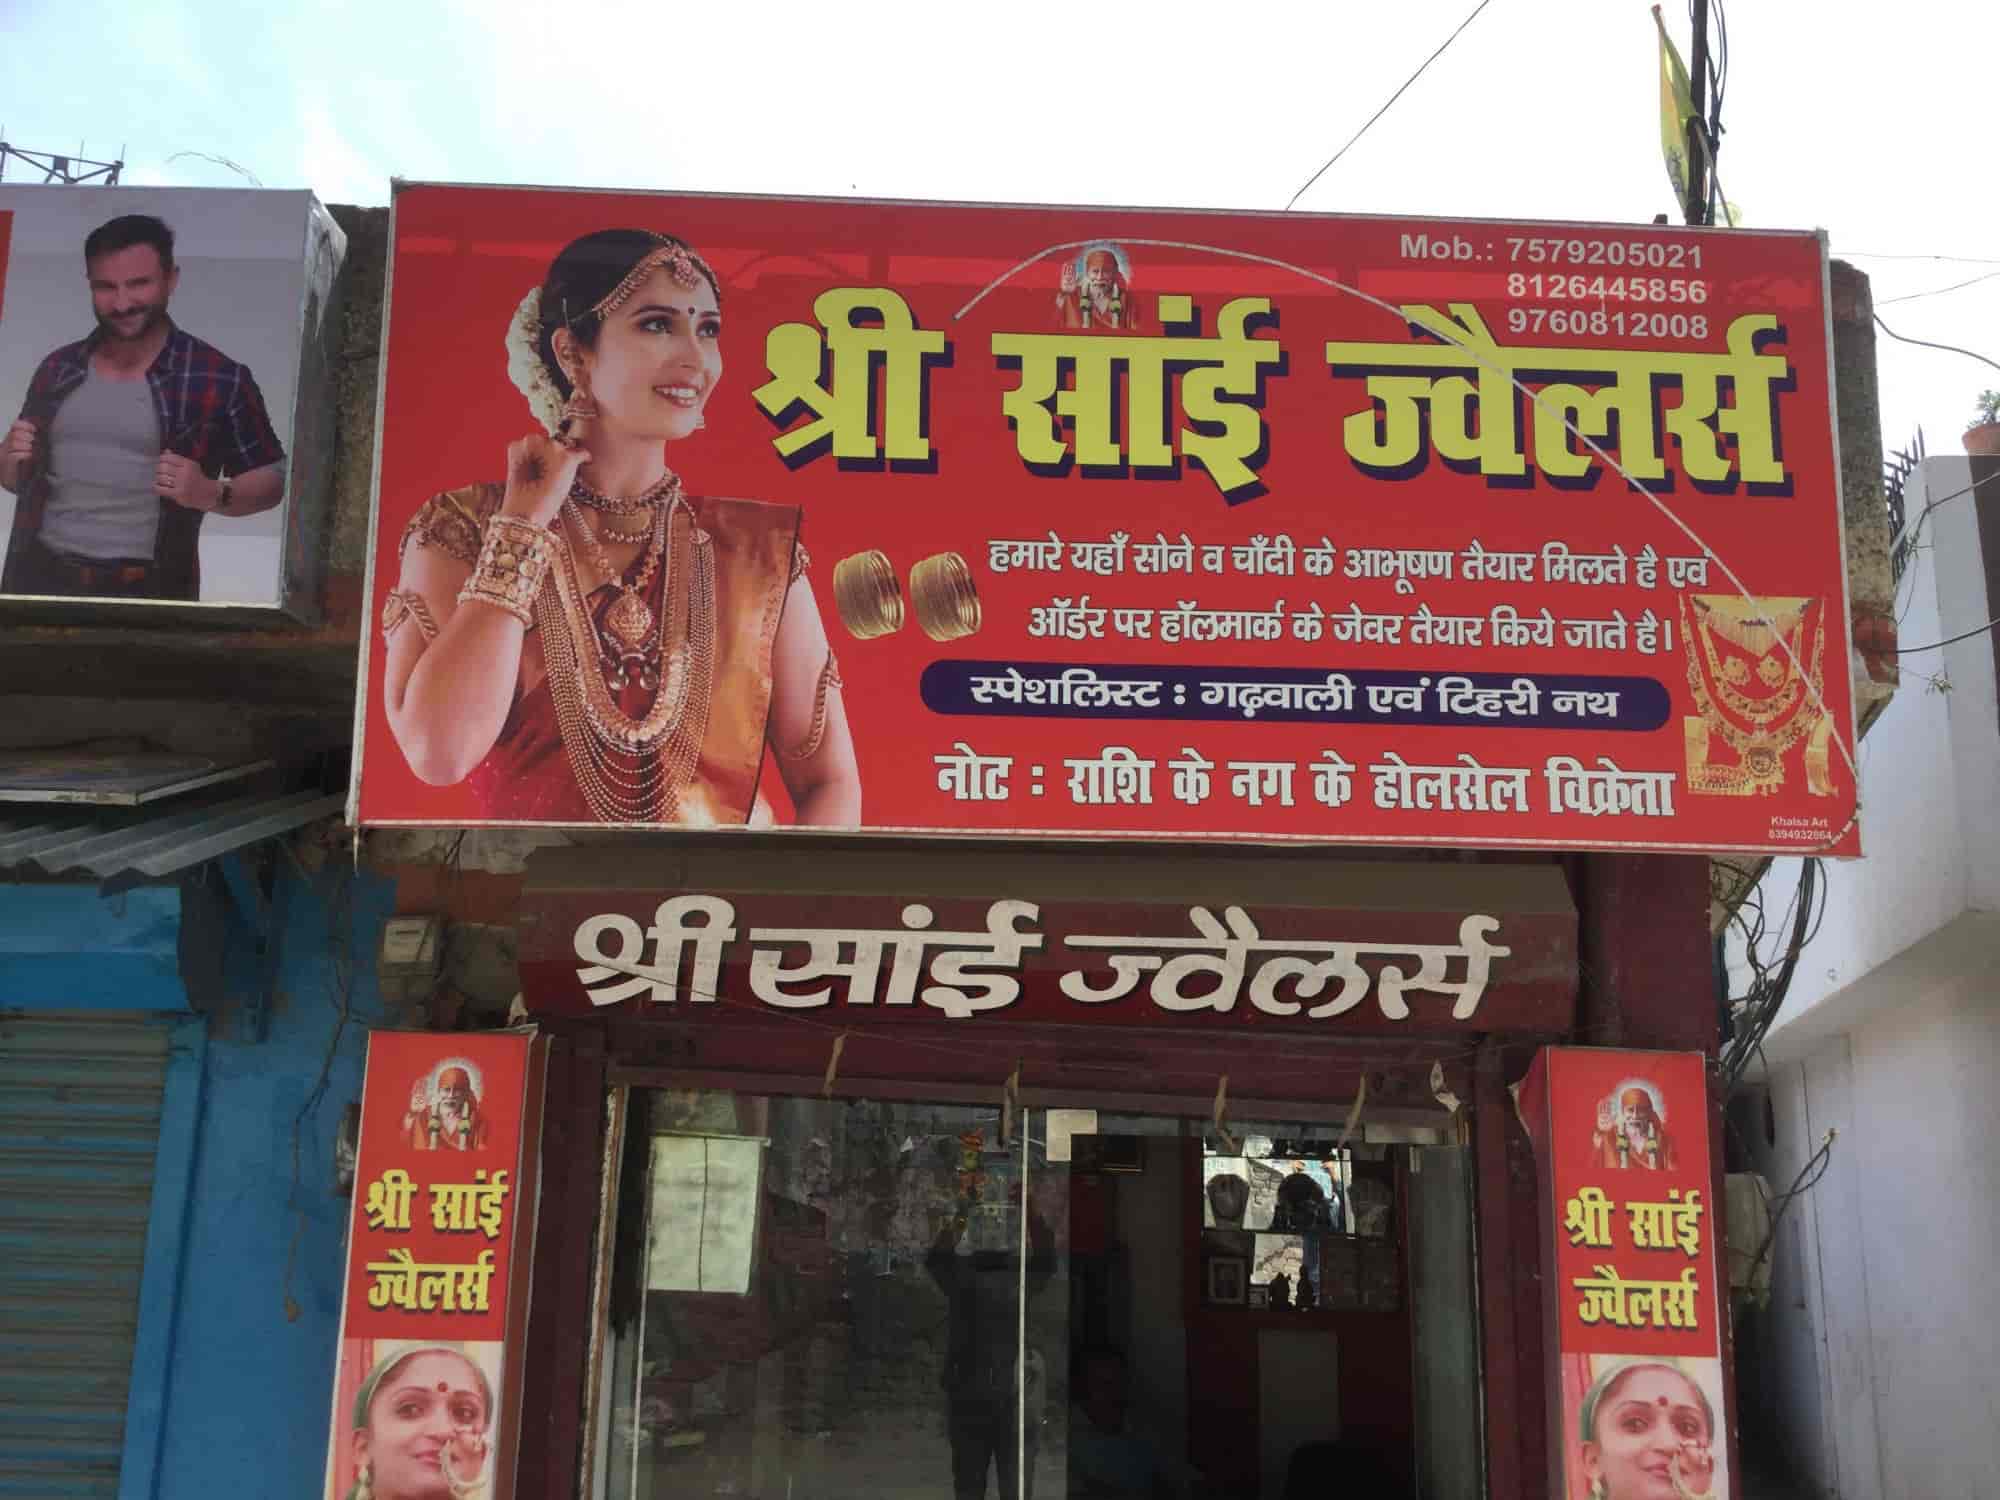 Mob.: 7579205021
8126445856
9760812008
श्री सांई ज्वैलर्स
हमारे यहाँ सोने व चाँदी के आभूषण तैयार मिलते है एवं
ऑर्डर पर हॉलमार्क के जेवर तैयार किये जाते है।
स्पेशलिस्ट : गढ़वाली एवं टिहरी नथ
नोट : राशि के नग के होलसेल विक्रेता
Khalsa Art
8394932864
श्री सांई ज्वैलर्स
श्री सांई
ज्वैलर्स
श्री सांई
ज्वैलर्स